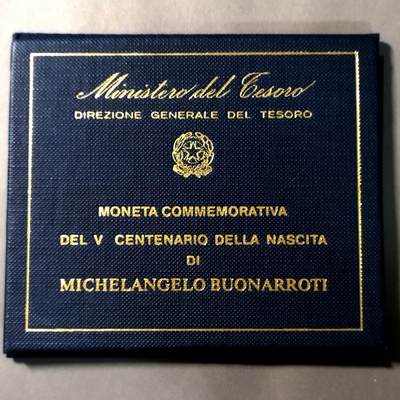 Ministero del Tesoro
DIREZIONE GENERALE DEL TESORO
MONETA COMMEMORATIVA
DEL V CENTENARIO DELLA NASCITA
DI
MICHELANGELO BUONARROTI